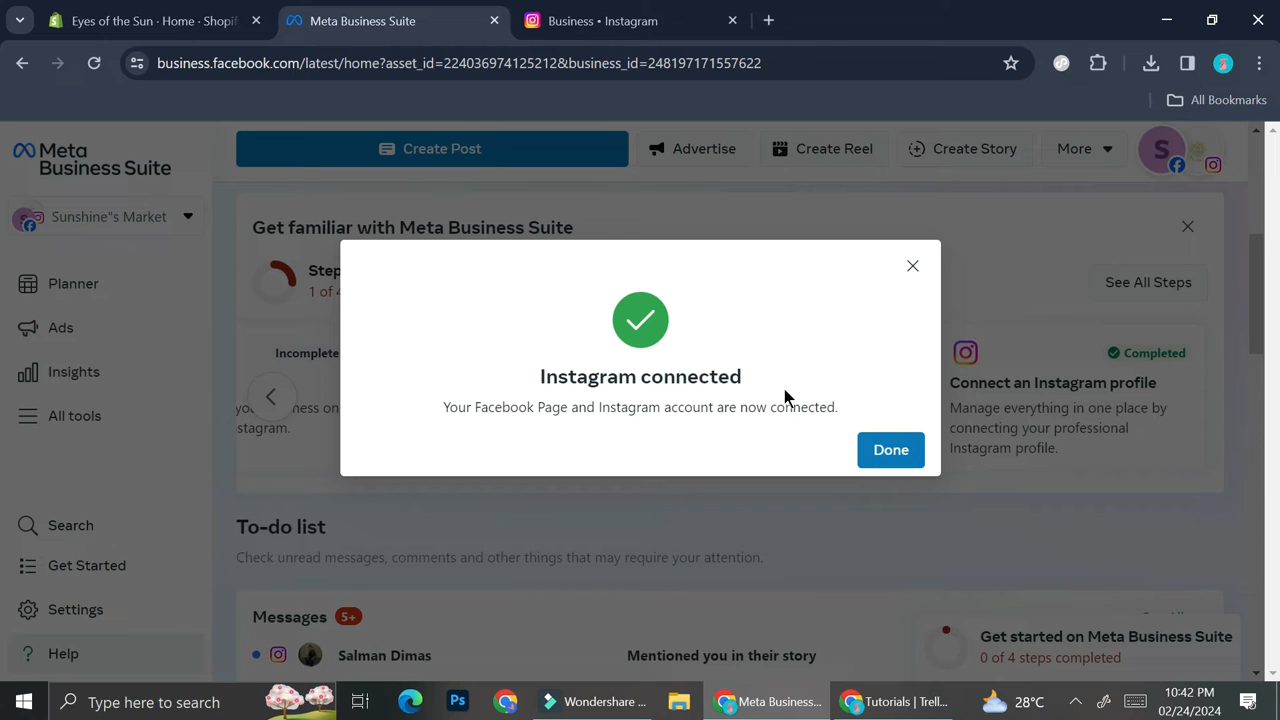 Eyes of the Sun · Home · Shopif
Meta Business Suite
Business • Instagram
business.facebook.com/latest/home?asset_id=224036974125212&business_id=248197171557622
All Bookmarks
Meta
Business Suite
Create Post
Advertise
Create Reel
Create Story
More
S
Sunshine"s Market
Get familiar with Meta Business Suite
Step
1 of 4
See All Steps
Planner
Ads
Insights
All tools
Search
Get Started
Settings
Help
Incomplete
your business on
stagram.
Instagram connected
Your Facebook Page and Instagram account are now connected.
Done
Completed
Connect an Instagram profile
Manage everything in one place by
connecting your professional
Instagram profile.
To-do list
Check unread messages, comments and other things that may require your attention.
Messages 5+
Salman Dimas
Mentioned you in their story
Get started on Meta Business Suite
0 of 4 steps completed
Type here to search
Ps
Wondershare ...
Meta Business...
Tutorials | Trell...
28°C
10:42 PM
02/24/2024